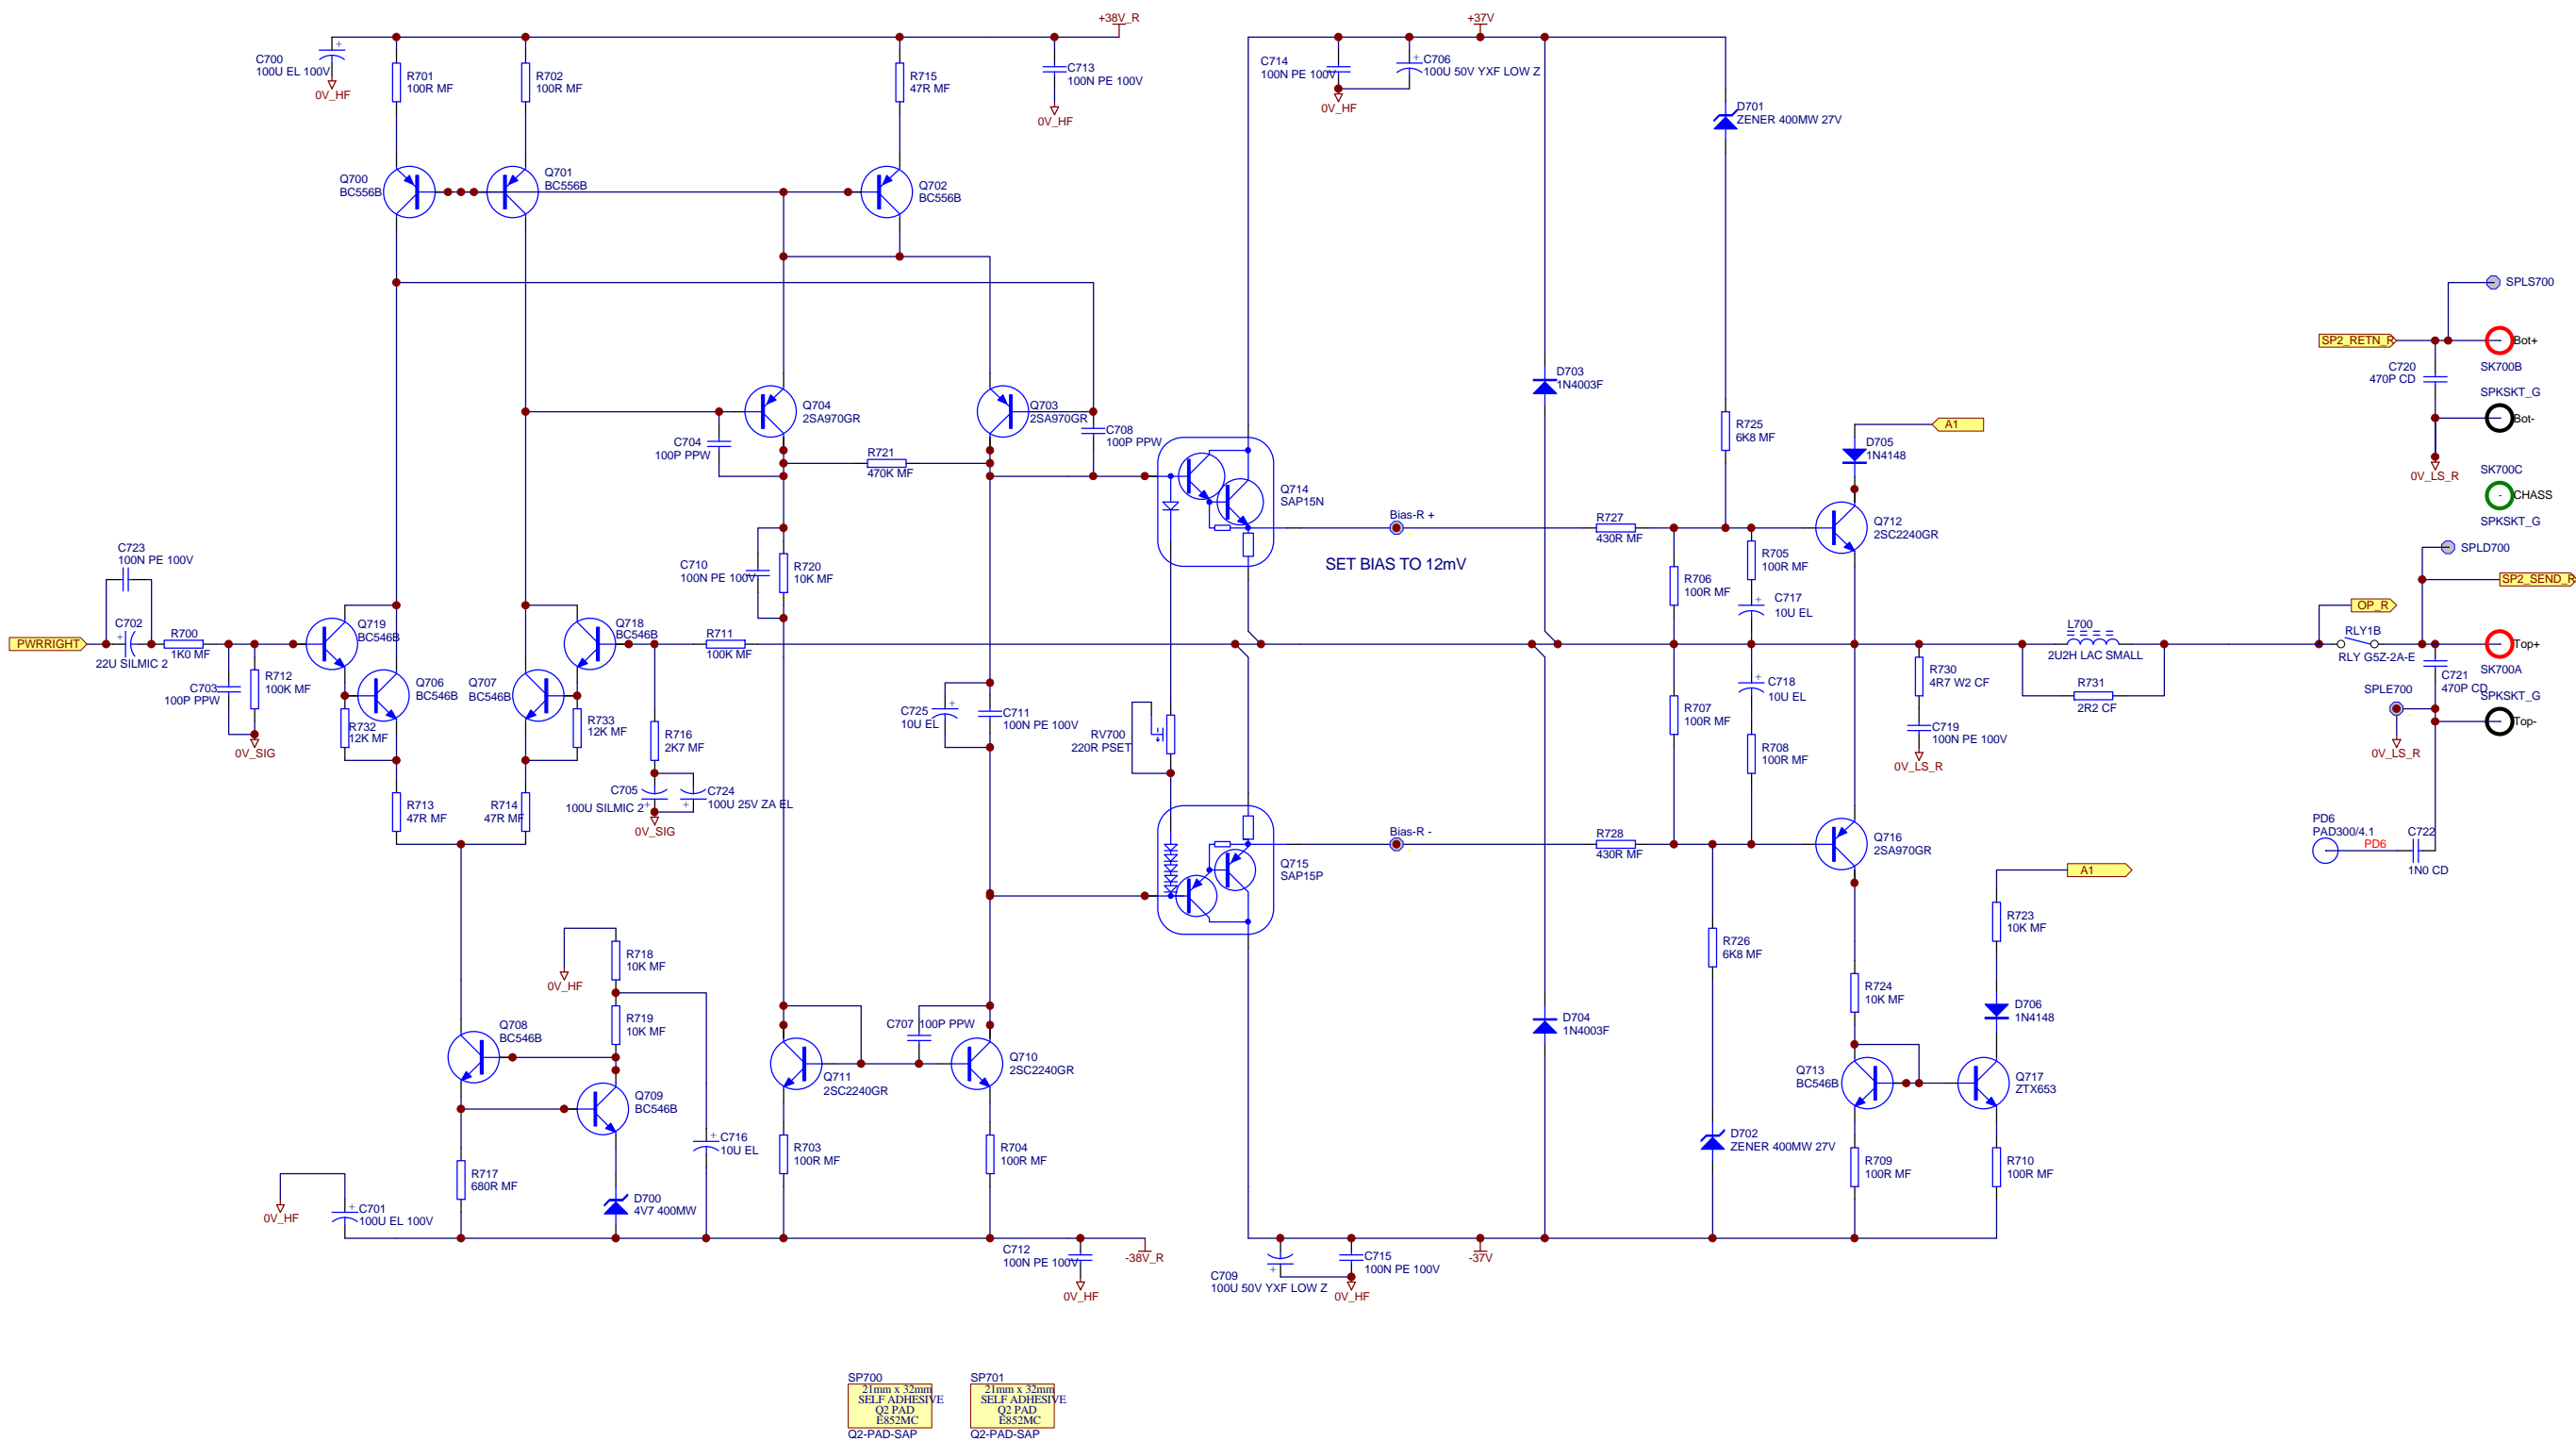 +38V_R
+37V
C700
100U EL 100V
0V_HF
R701
100R MF
R702
100R MF
R715
47R MF
C713
100N PE 100V
0V_HF
C714
100N PE 100V
C706
100U 50V YXF LOW Z
0V_HF
D701
ZENER 400MW 27V
Q700
BC556B
Q701
BC556B
Q702
BC556B
SPLS700
SP2_RETN_R
Bot+
C720
470P CD
SK700B
SPKSKT_G
Bot-
0V_LS_R
SK700C
CHASS
SPKSKT_G
D703
1N4003F
Q704
2SA970GR
Q703
2SA970GR
C704
100P PPW
R721
470K MF
C708
100P PPW
R725
6K8 MF
A1
D705
1N4148
Q714
SAP15N
Bias-R +
R727
430R MF
Q712
2SC2240GR
SET BIAS TO 12mV
C723
100N PE 100V
C710
100N PE 100V
R720
10K MF
R706
100R MF
R705
100R MF
C717
10U EL
SPLD700
SP2_SEND_R
OP_R
PWRRIGHT
C702
22U SILMIC 2
R700
1K0 MF
Q719
BC546B
Q718
BC546B
R711
100K MF
L700
2U2H LAC SMALL
RLY1B
RLY G5Z-2A-E
Top+
SK700A
C703
100P PPW
R712
100K MF
0V_SIG
Q706
BC546B
Q707
BC546B
R732
12K MF
R733
12K MF
R716
2K7 MF
C725
10U EL
C711
100N PE 100V
RV700
220R PSET
R707
100R MF
C718
10U EL
R708
100R MF
R730
4R7 W2 CF
C719
100N PE 100V
0V_LS_R
R731
2R2 CF
C721
470P CD
SPLE700
SPKSKT_G
Top-
0V_LS_R
R713
47R MF
R714
47R MF
C705
100U SILMIC 2
C724
100U 25V ZA EL
0V_SIG
Q715
SAP15P
Bias-R -
R728
430R MF
Q716
2SA970GR
PD6
PAD300/4.1
PD6
C722
1N0 CD
A1
R718
10K MF
0V_HF
R719
10K MF
R726
6K8 MF
R723
10K MF
R724
10K MF
D706
1N4148
Q708
BC546B
C707 100P PPW
D704
1N4003F
Q709
BC546B
Q711
2SC2240GR
Q710
2SC2240GR
Q713
BC546B
Q717
ZTX653
C716
10U EL
R703
100R MF
R704
100R MF
D702
ZENER 400MW 27V
R709
100R MF
R710
100R MF
R717
680R MF
D700
4V7 400MW
C701
100U EL 100V
0V_HF
C712
100N PE 100V
-38V_R
0V_HF
C709
100U 50V YXF LOW Z
C715
100N PE 100V
0V_HF
-37V
SP700
21mm x 32mm
SELF ADHESIVE
Q2 PAD
E852MC
Q2-PAD-SAP
SP701
21mm x 32mm
SELF ADHESIVE
Q2 PAD
E852MC
Q2-PAD-SAP